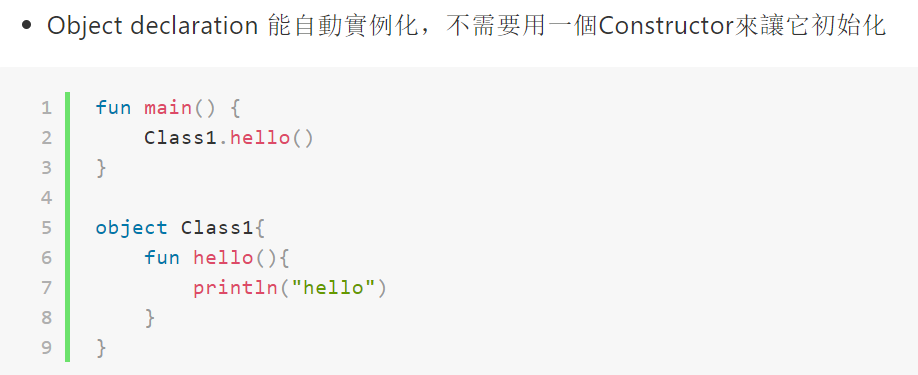 • Object declaration 能自動實例化，不需要用一個Constructor來讓它初始化
1 fun main() {
2     Class1.hello()
3 }
4
5 object Class1{
6     fun hello(){
7         println("hello")
8     }
9 }